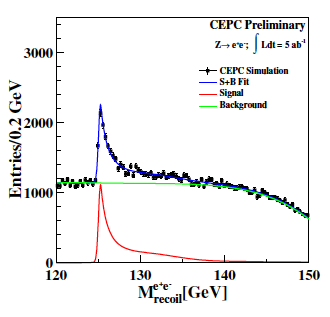 CEPC Preliminary
Z→ e⁺e⁻; ∫ Ldt = 5 ab⁻¹
CEPC Simulation
S+B Fit
Signal
Background
Entries/0.2 GeV
3000
2000
1000
0
120 130 140 150
M^{e⁺e⁻}_{recoil}[GeV]